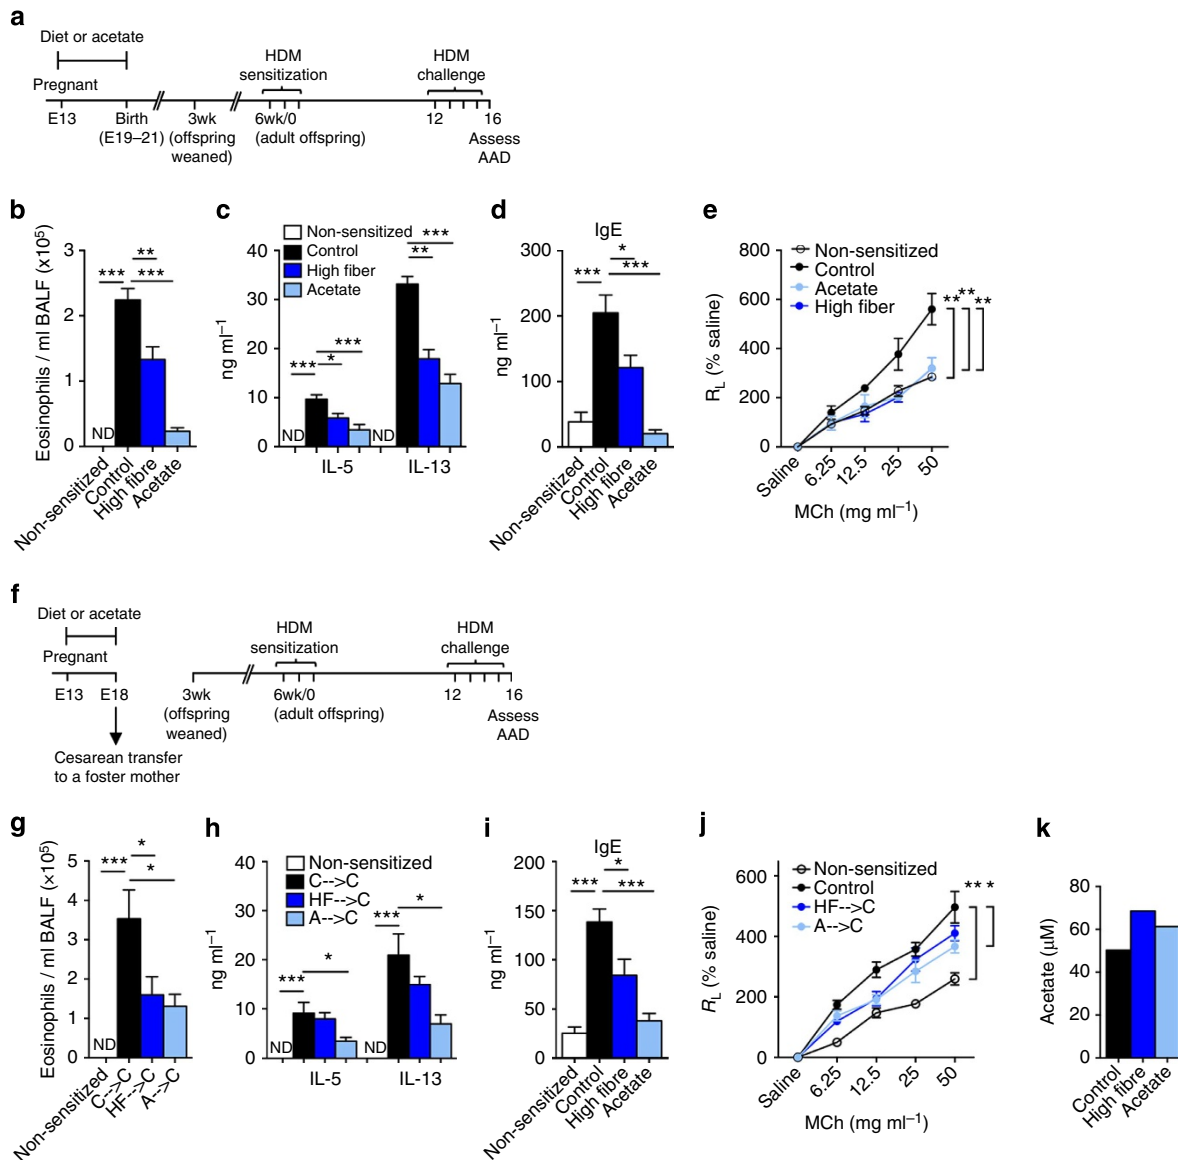 a
Diet or acetate
Pregnant
HDM
sensitization
HDM
challenge
E13
Birth
(E19–21)
3wk
(offspring
weaned)
6wk/0
(adult offspring)
12
16
Assess
AAD
b
Eosinophils / ml BALF (x10⁵)
3
2
1
0
***
**
***
ND
Non-sensitized
Control
High fibre
Acetate
c
ng ml⁻¹
40
30
20
10
0
Non-sensitized
Control
High fiber
Acetate
***
*
***
**
***
ND
ND
IL-5
IL-13
d
IgE
ng ml⁻¹
300
200
100
0
***
*
***
Non-sensitized
Control
High fibre
Acetate
e
R_L (% saline)
800
600
400
200
0
Non-sensitized
Control
Acetate
High fiber
**
**
**
Saline
6.25
12.5
25
50
MCh (mg ml⁻¹)
f
Diet or acetate
Pregnant
HDM
sensitization
HDM
challenge
E13
E18
3wk
(offspring
weaned)
6wk/0
(adult offspring)
12
16
Assess
AAD
Cesarean transfer
to a foster mother
g
Eosinophils / ml BALF (×10⁵)
5
4
3
2
1
0
***
*
*
ND
Non-sensitized
C-->C
HF-->C
A-->C
h
ng ml⁻¹
40
30
20
10
0
Non-sensitized
C-->C
HF-->C
A-->C
***
*
***
*
ND
ND
IL-5
IL-13
i
IgE
ng ml⁻¹
200
150
100
50
0
***
*
***
Non-sensitized
Control
High fibre
Acetate
j
R_L (% saline)
600
400
200
0
Non-sensitized
Control
HF-->C
A-->C
**
*
Saline
6.25
12.5
25
50
MCh (mg ml⁻¹)
k
Acetate (µM)
80
60
40
20
0
Control
High fibre
Acetate